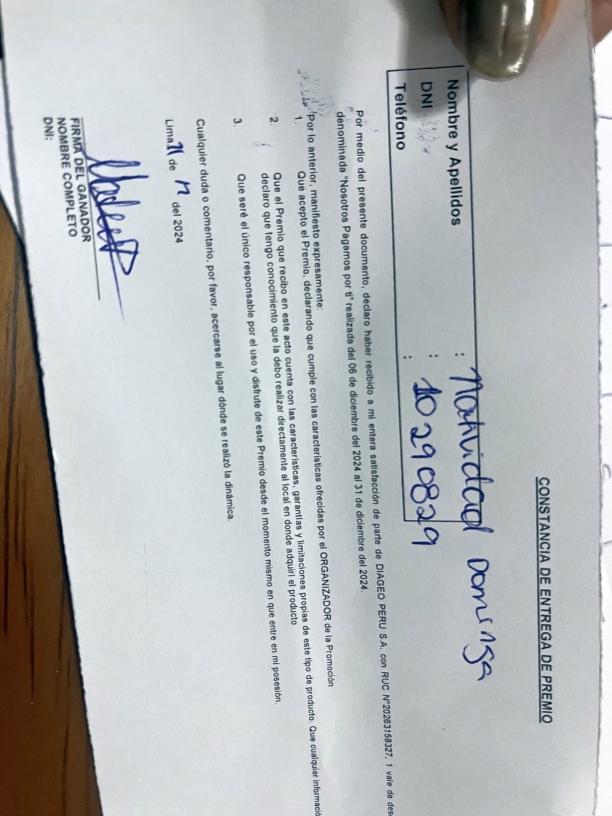 CONSTANCIA DE ENTREGA DE PREMIO
Nombre y Apellidos : Natividad Dominga
DNI : 10290829
Teléfono :
Por medio del presente documento, declaro haber recibido a mi entera satisfacción de parte de DIAGEO PERU S.A. con RUC N°20263158327, 1 vale de des
denominada "Nosotros Pagamos por ti" realizada del 06 de diciembre del 2024 al 31 de diciembre del 2024.
Por lo anterior, manifiesto expresamente:
1. Que acepto el Premio, declarando que cumple con las características ofrecidas por el ORGANIZADOR de la Promoción
2. Que el Premio que recibo en este acto cuenta con las características, garantías y limitaciones propias de este tipo de producto. Que cualquier informació
declaro que tengo conocimiento que la debo realizar directamente al local en donde adquirí el producto
3. Que seré el único responsable por el uso y disfrute de este Premio desde el momento mismo en que entre en mi posesión.
Cualquier duda o comentario, por favor, acercarse al lugar donde se realizó la dinámica.
Lima, de del 2024
FIRMA DEL GANADOR
NOMBRE COMPLETO
DNI: